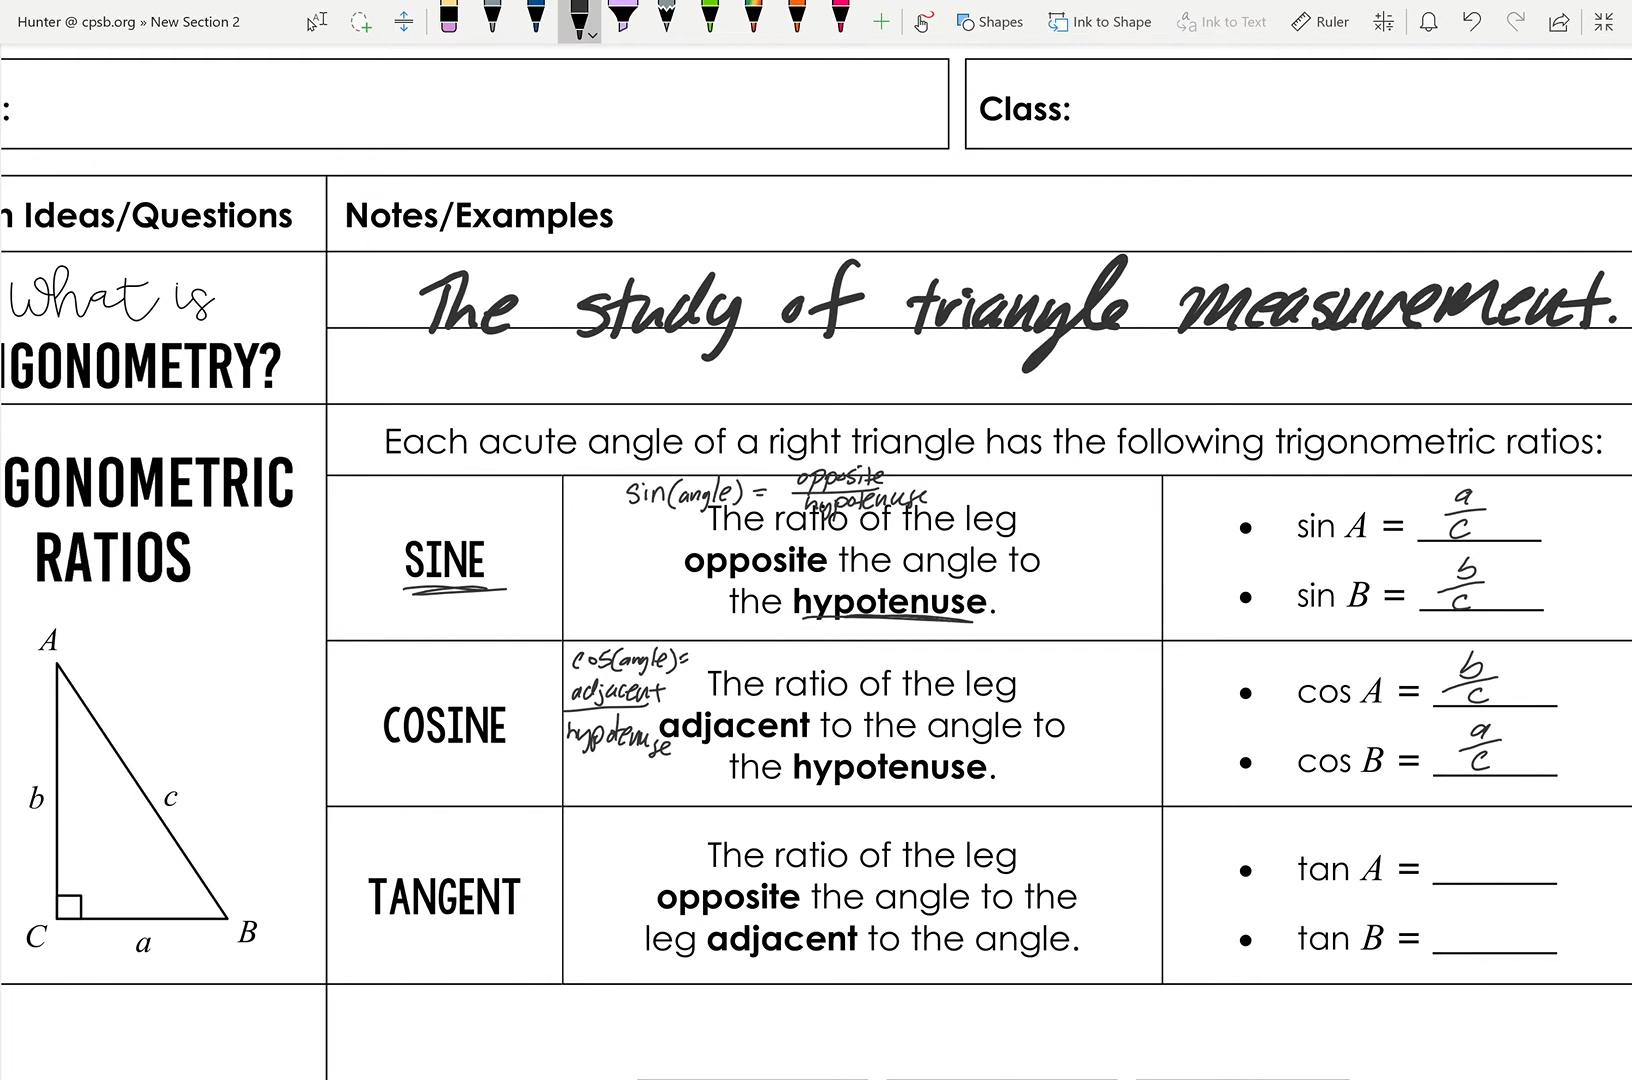 Hunter @ cpsb.org » New Section 2
Shapes
Ink to Shape
Ink to Text
Ruler
:
Class:
n Ideas/Questions
Notes/Examples
What is
IGONOMETRY?
The study of triangle measurement.
GONOMETRIC
RATIOS
Each acute angle of a right triangle has the following trigonometric ratios:
SINE
sin(angle) = opposite
hypotenuse
The ratio of the leg
opposite the angle to
the hypotenuse.
• sin A = a/c
• sin B = b/c
COSINE
cos(angle)=
adjacent
hypotenuse
The ratio of the leg
adjacent to the angle to
the hypotenuse.
• cos A = b/c
• cos B = a/c
TANGENT
The ratio of the leg
opposite the angle to the
leg adjacent to the angle.
• tan A = ______
• tan B = ______
A
b
c
C
a
B